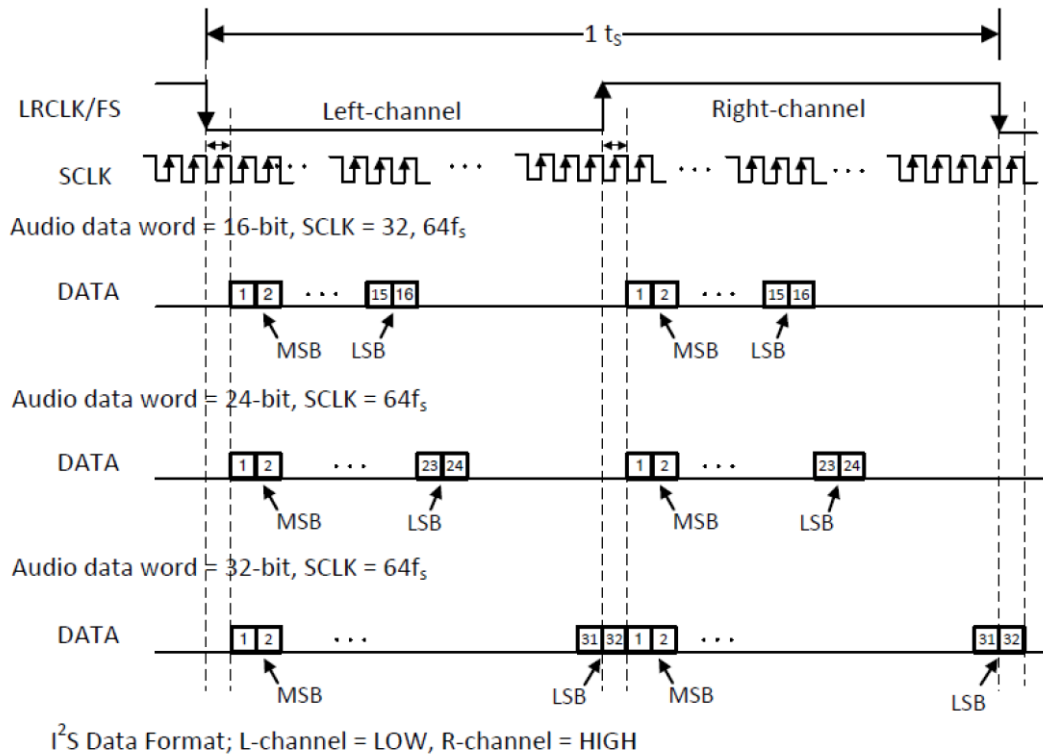 1 tS
LRCLK/FS Left-channel Right-channel
SCLK ··· ··· ··· ···
Audio data word = 16-bit, SCLK = 32, 64fs
DATA 1 2 ··· 15 16 1 2 ··· 15 16
MSB LSB MSB LSB
Audio data word = 24-bit, SCLK = 64fs
DATA 1 2 ··· 23 24 1 2 ··· 23 24
MSB LSB MSB LSB
Audio data word = 32-bit, SCLK = 64fs
DATA 1 2 ··· 31 32 1 2 ··· 31 32
MSB LSB MSB LSB
I²S Data Format; L-channel = LOW, R-channel = HIGH